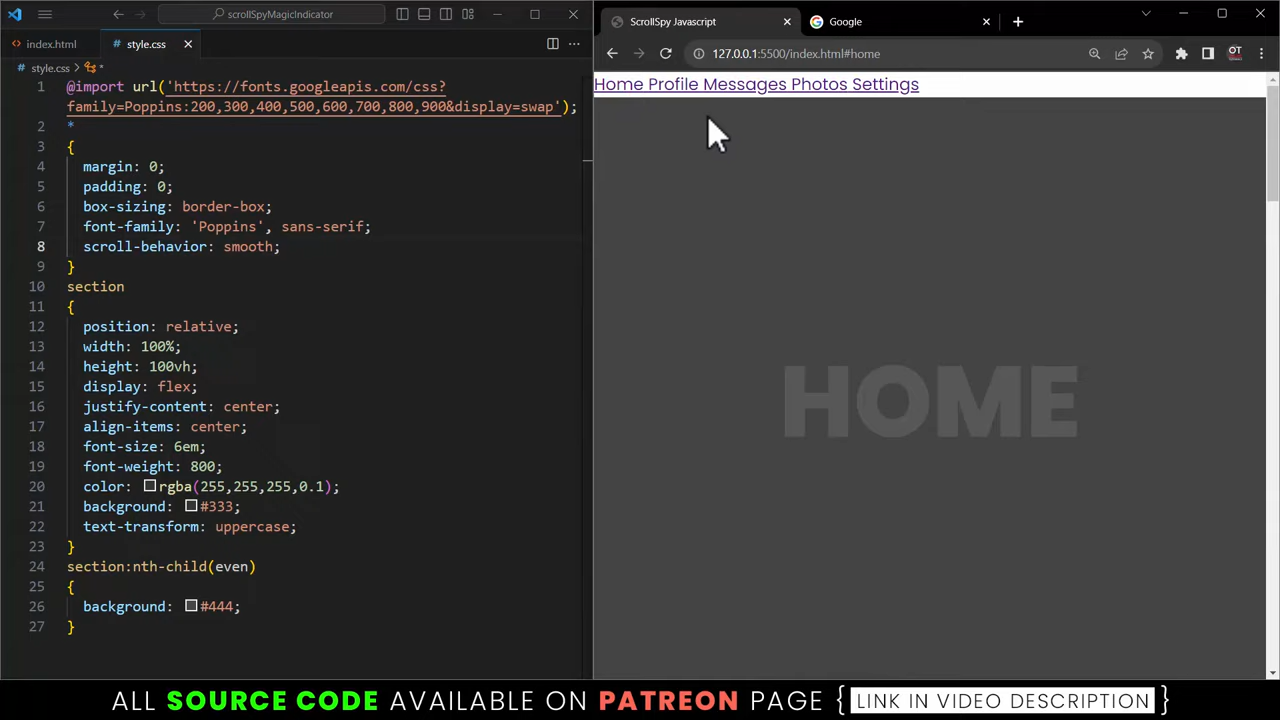 scrollSpyMagicIndicator
index.html
style.css
style.css
*
1 @import url('https://fonts.googleapis.com/css?
family=Poppins:200,300,400,500,600,700,800,900&display=swap');
2 *
3 {
4 margin: 0;
5 padding: 0;
6 box-sizing: border-box;
7 font-family: 'Poppins', sans-serif;
8 scroll-behavior: smooth;
9 }
10 section
11 {
12 position: relative;
13 width: 100%;
14 height: 100vh;
15 display: flex;
16 justify-content: center;
17 align-items: center;
18 font-size: 6em;
19 font-weight: 800;
20 color: rgba(255,255,255,0.1);
21 background: #333;
22 text-transform: uppercase;
23 }
24 section:nth-child(even)
25 {
26 background: #444;
27 }
ScrollSpy Javascript
Google
127.0.0.1:5500/index.html#home
OT
Home Profile Messages Photos Settings
HOME
ALL SOURCE CODE AVAILABLE ON PATREON PAGE { LINK IN VIDEO DESCRIPTION }